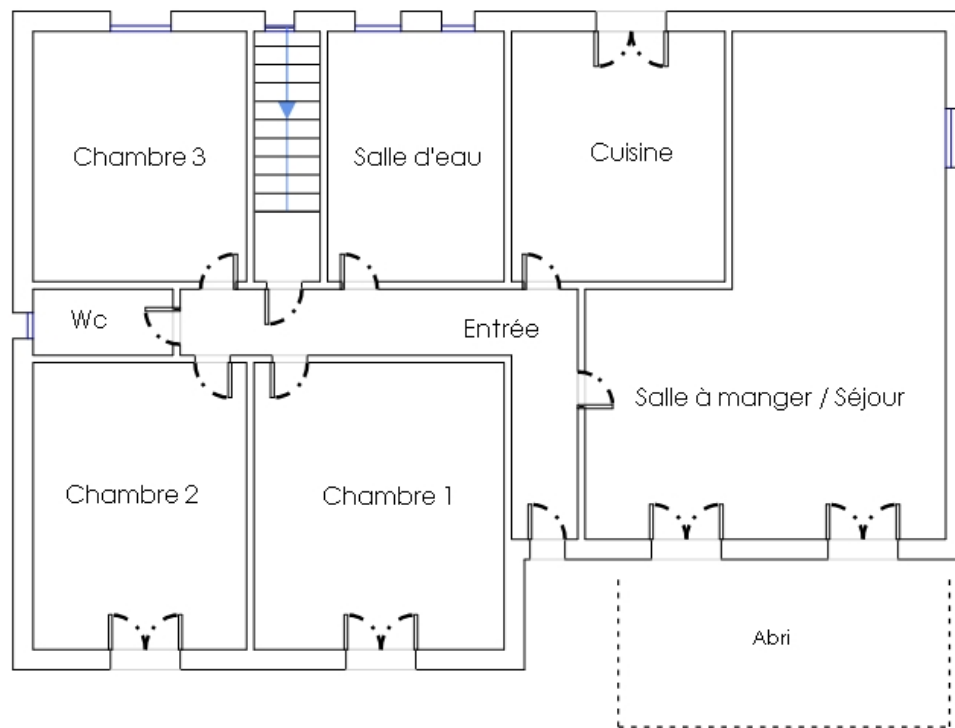 Chambre 3
Salle d'eau
Cuisine
Wc
Entrée
Salle à manger / Séjour
Chambre 2
Chambre 1
Abri